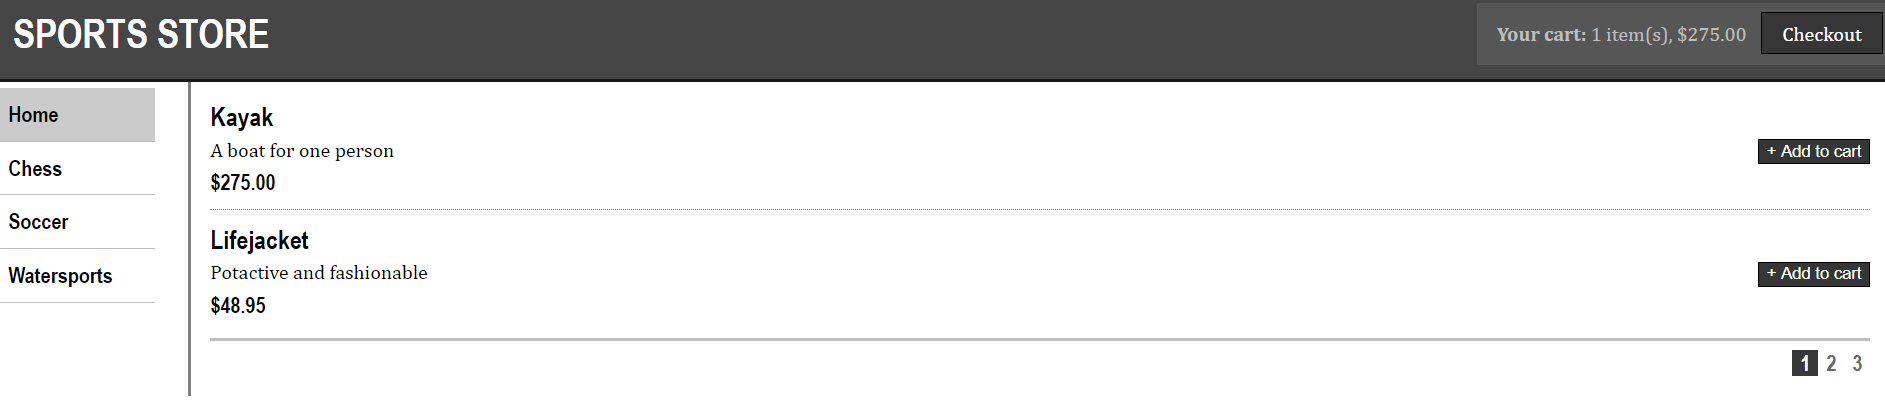 SPORTS STORE
Your cart: 1 item(s), $275.00 Checkout
Home
Chess
Soccer
Watersports
Kayak
A boat for one person
$275.00
+ Add to cart
Lifejacket
Potactive and fashionable
$48.95
+ Add to cart
1 2 3